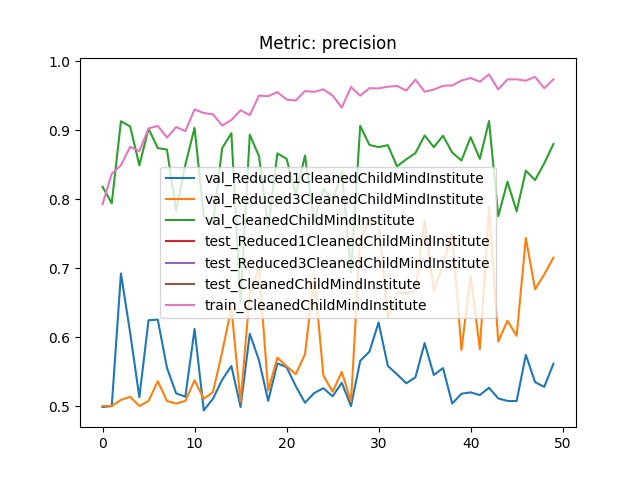 Metric: precision
1.0
0.9
0.8
0.7
0.6
0.5
val_Reduced1CleanedChildMindInstitute
val_Reduced3CleanedChildMindInstitute
val_CleanedChildMindInstitute
test_Reduced1CleanedChildMindInstitute
test_Reduced3CleanedChildMindInstitute
test_CleanedChildMindInstitute
train_CleanedChildMindInstitute
0 10 20 30 40 50